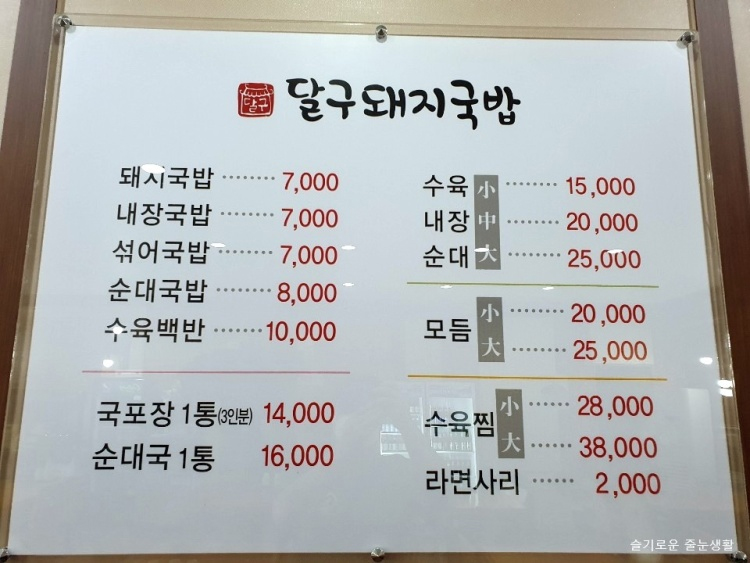 달구 달구돼지국밥
돼지국밥 ········ 7,000
내장국밥 ········ 7,000
섞어국밥 ········ 7,000
순대국밥 ········ 8,000
수육백반 ······· 10,000
국포장 1통(3인분) 14,000
순대국 1통 16,000
수육 小 ········ 15,000
내장 中 ········ 20,000
순대 大 ········ 25,000
모듬 小 ········ 20,000
大 ········ 25,000
수육찜 小 ······ 28,000
大 ······ 38,000
라면사리 ······ 2,000
슬기로운 줄눈생활